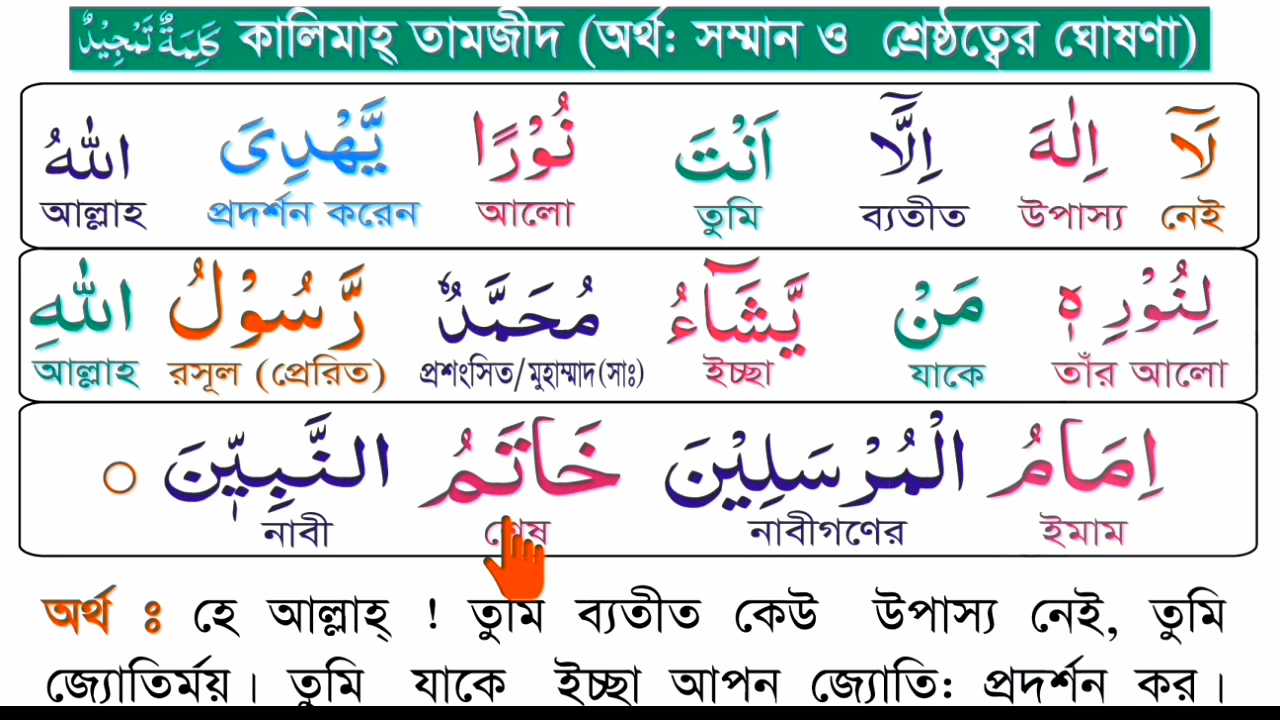 كَلِمَةٌ تَمْجِيْدٌ কালিমাহ্ তামজীদ (অর্থ: সম্মান ও শ্রেষ্ঠত্বের ঘোষণা)
لَآ اِلٰهَ اِلَّآ اَنْتَ نُوْرًا يَّهْدِىَ اللّٰهُ
নেই উপাস্য ব্যতীত তুমি আলো প্রদর্শন করেন আল্লাহ
لِنُوْرِهٖ مَنْ يَّشَآءُ مُحَمَّدٌ رَّسُوْلُ اللّٰهِ
তাঁর আলো যাকে ইচ্ছা প্রশংসিত/মুহাম্মাদ(সাঃ) রসূল (প্রেরিত) আল্লাহ
اِمَامُ الْمُرْسَلِيْنَ خَاتَمُ النَّبِيّٖنَ ○
ইমাম নাবীগণের শেষ নাবী
অর্থ ঃ হে আল্লাহ্ ! তুমি ব্যতীত কেউ উপাস্য নেই, তুমি
জ্যোতির্ময়। তুমি যাকে ইচ্ছা আপন জ্যোতি: প্রদর্শন কর।